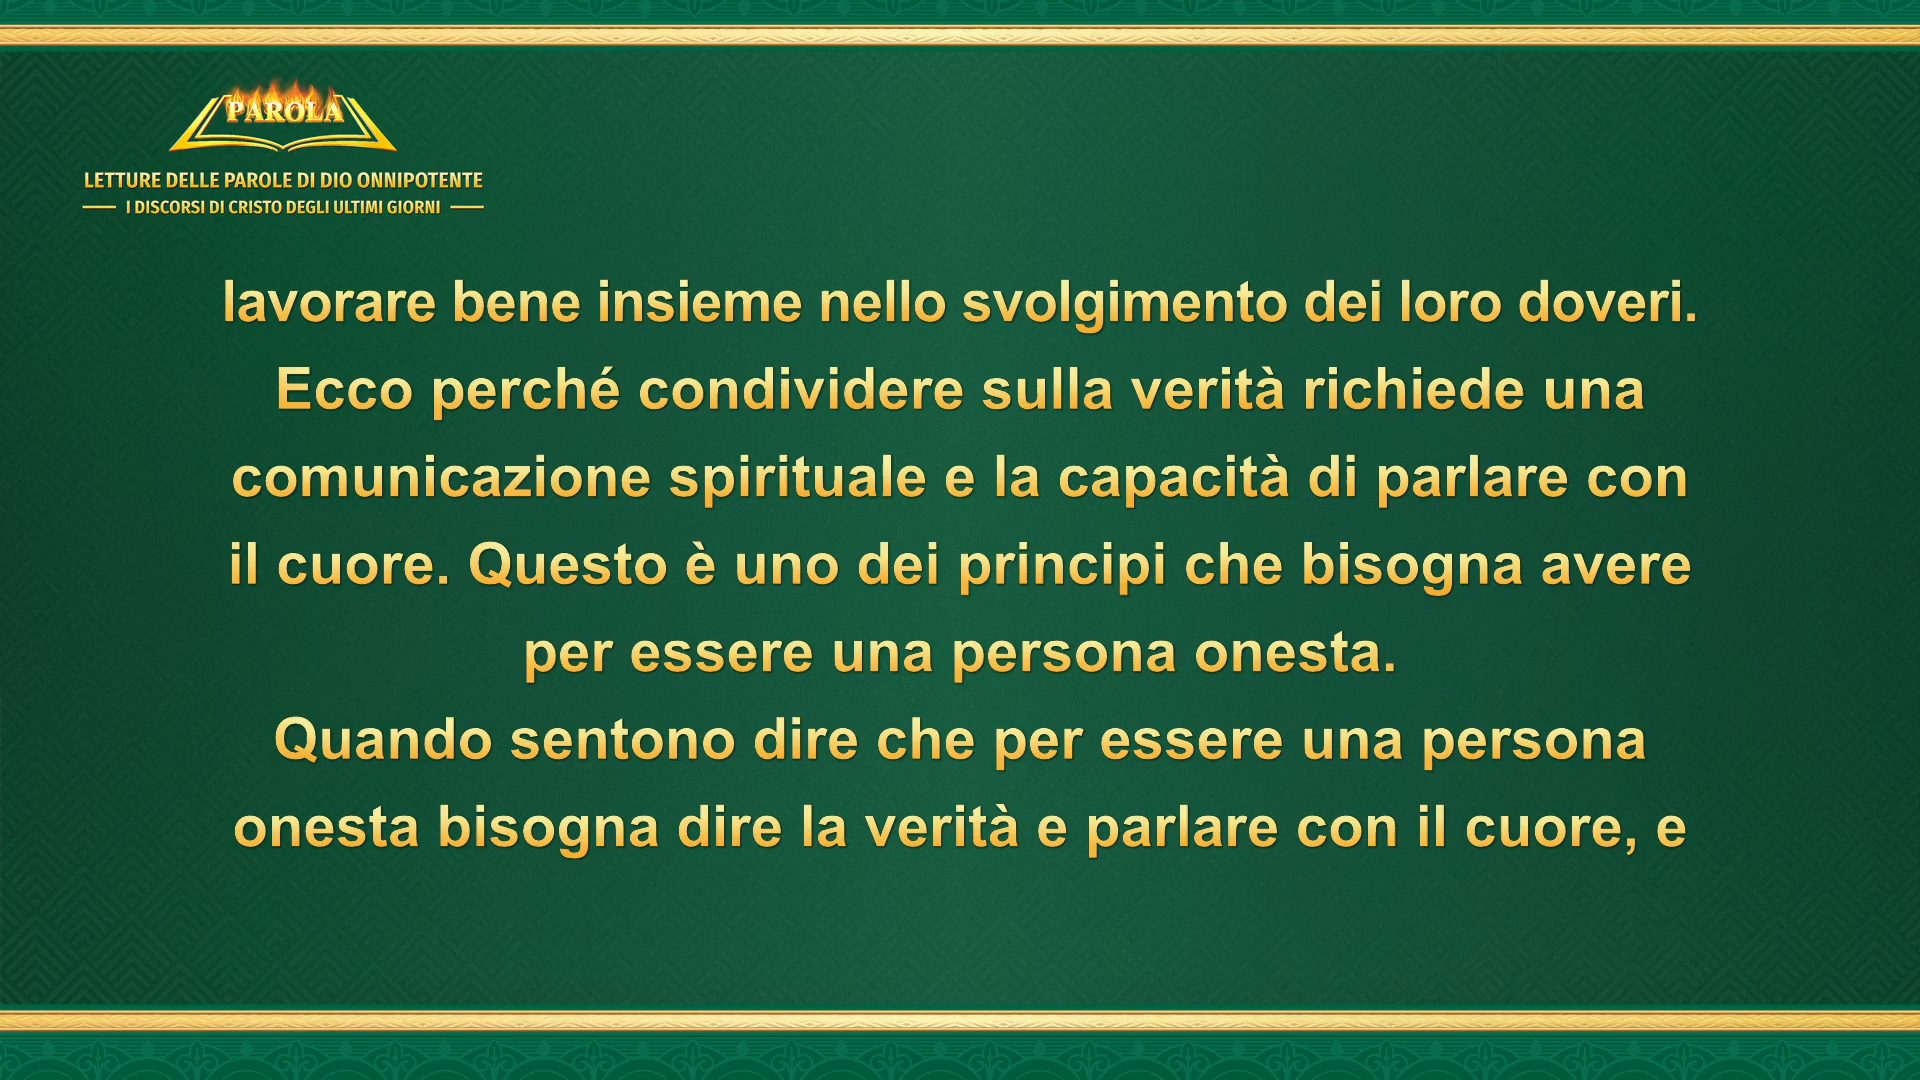 PAROLA
LETTURE DELLE PAROLE DI DIO ONNIPOTENTE
I DISCORSI DI CRISTO DEGLI ULTIMI GIORNI
lavorare bene insieme nello svolgimento dei loro doveri.
Ecco perché condividere sulla verità richiede una
comunicazione spirituale e la capacità di parlare con
il cuore. Questo è uno dei principi che bisogna avere
per essere una persona onesta.
Quando sentono dire che per essere una persona
onesta bisogna dire la verità e parlare con il cuore, e